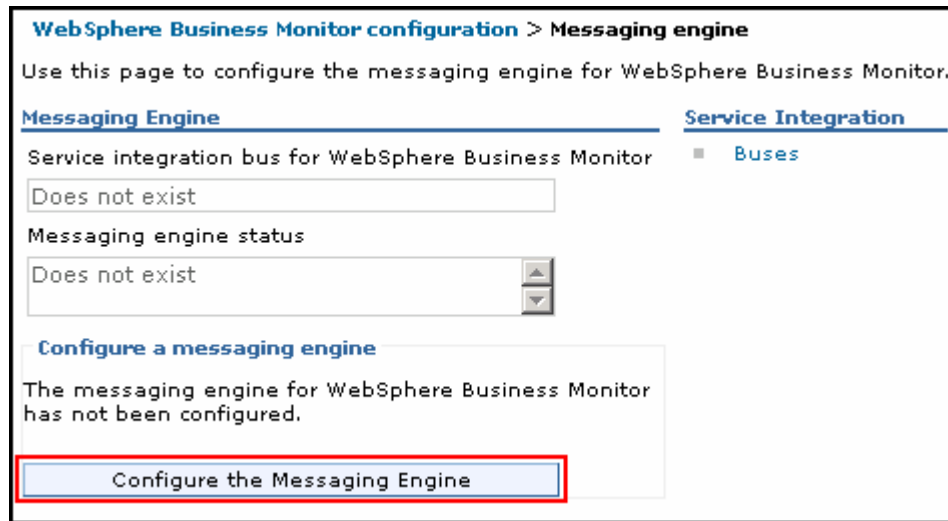 WebSphere Business Monitor configuration > Messaging engine
Use this page to configure the messaging engine for WebSphere Business Monitor.
Messaging Engine
Service integration bus for WebSphere Business Monitor
Does not exist
Messaging engine status
Does not exist
Configure a messaging engine
The messaging engine for WebSphere Business Monitor
has not been configured.
Configure the Messaging Engine
Service Integration
Buses